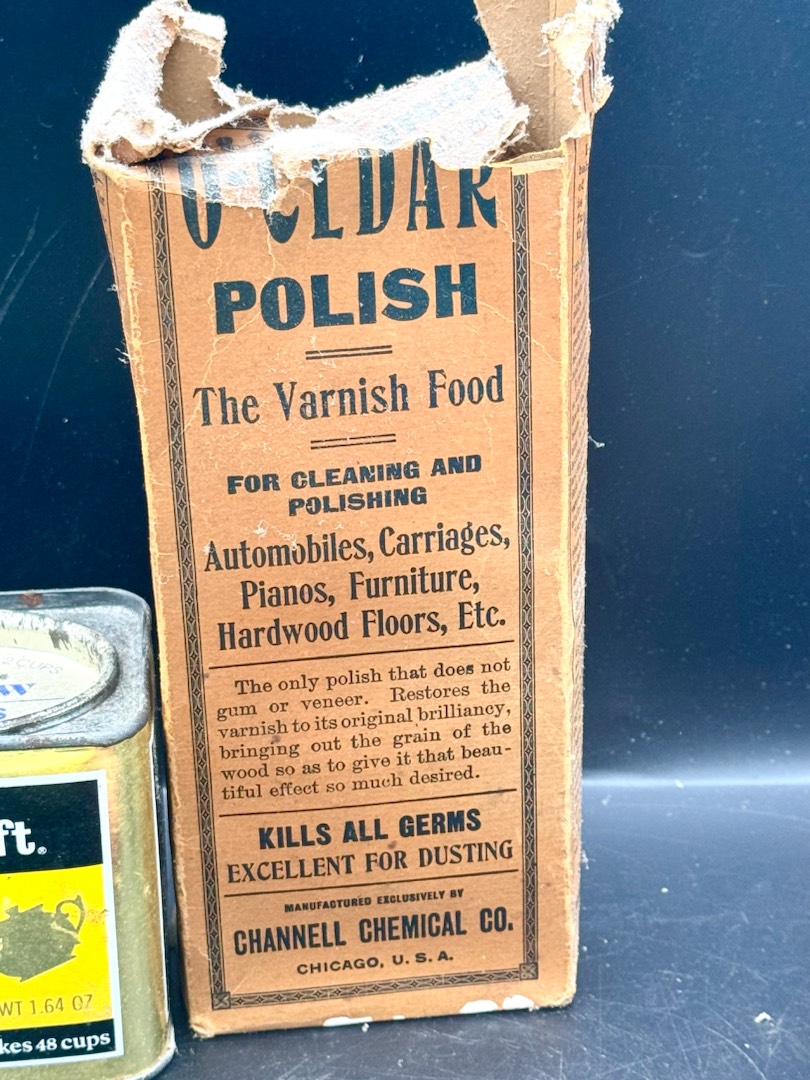 O'CEDAR
POLISH
The Varnish Food
FOR CLEANING AND
POLISHING
Automobiles, Carriages,
Pianos, Furniture,
Hardwood Floors, Etc.
The only polish that does not
gum or veneer. Restores the
varnish to its original brilliancy,
bringing out the grain of the
wood so as to give it that beau-
tiful effect so much desired.
KILLS ALL GERMS
EXCELLENT FOR DUSTING
MANUFACTURED EXCLUSIVELY BY
CHANNELL CHEMICAL CO.
CHICAGO, U. S. A.
CUPS
ft.®
WT 1.64 OZ
kes 48 cups